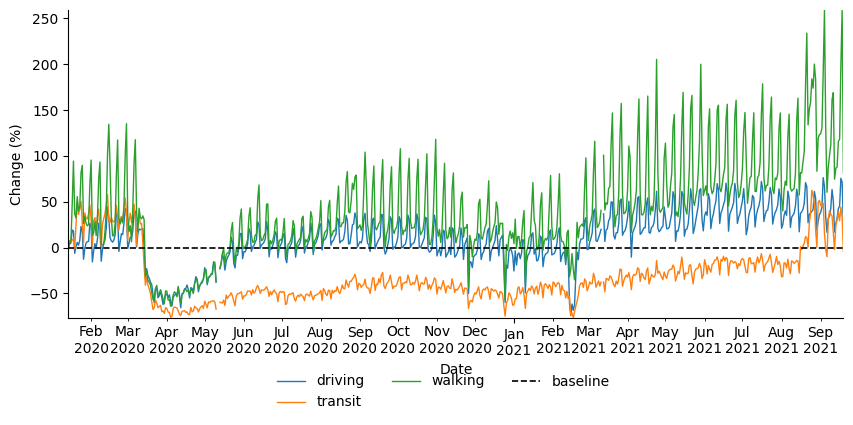 250
200
150
100
50
0
−50
Change (%)
Feb Mar Apr May Jun Jul Aug Sep Oct Nov Dec Jan Feb Mar Apr May Jun Jul Aug Sep
2020 2020 2020 2020 2020 2020 2020 2020 2020 2020 2020 2021 2021 2021 2021 2021 2021 2021 2021 2021
Date
driving walking baseline
transit